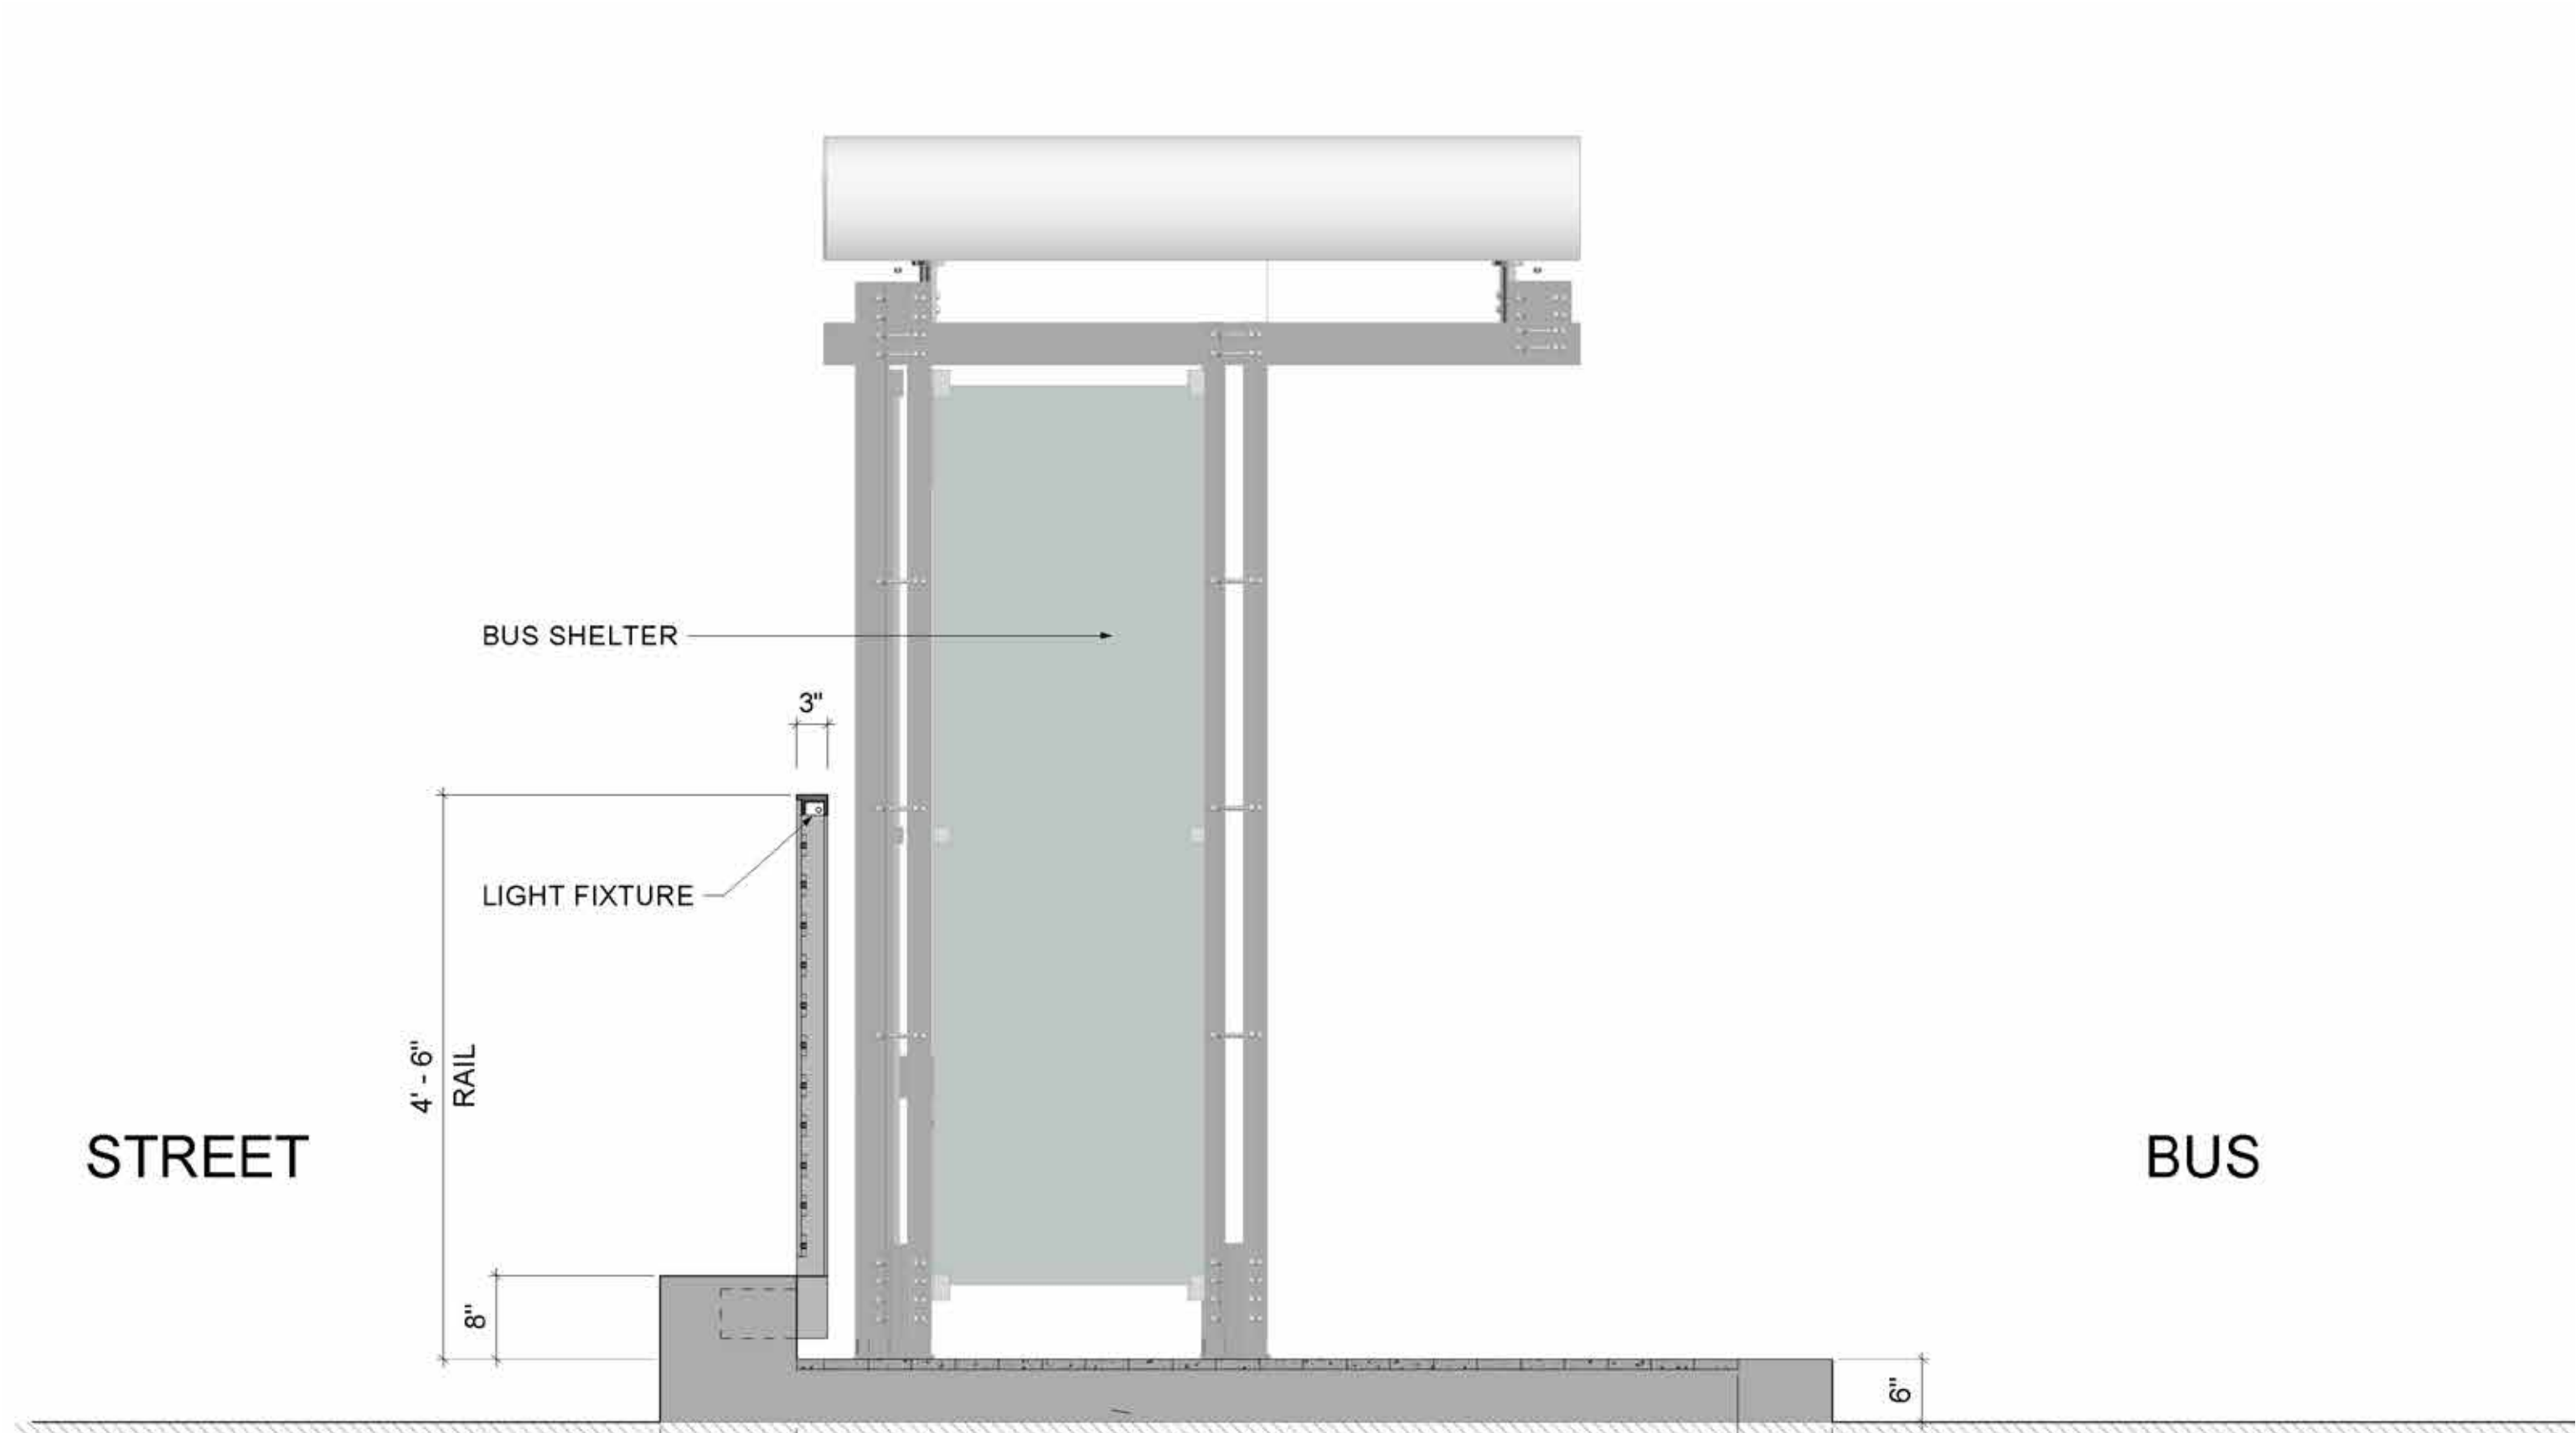 BUS SHELTER
3"
LIGHT FIXTURE
4' - 6"
RAIL
STREET
BUS
8"
6"